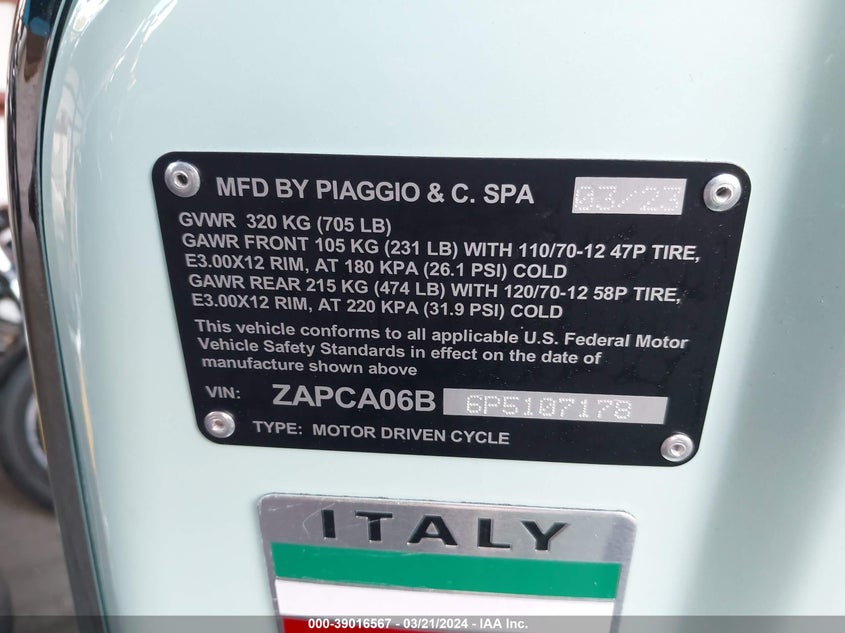 MFD BY PIAGGIO & C. SPA 03/23
GVWR 320 KG (705 LB)
GAWR FRONT 105 KG (231 LB) WITH 110/70-12 47P TIRE,
E3.00X12 RIM, AT 180 KPA (26.1 PSI) COLD
GAWR REAR 215 KG (474 LB) WITH 120/70-12 58P TIRE,
E3.00X12 RIM, AT 220 KPA (31.9 PSI) COLD
This vehicle conforms to all applicable U.S. Federal Motor
Vehicle Safety Standards in effect on the date of
manufacture shown above
VIN: ZAPCA06B 6P5107178
TYPE: MOTOR DRIVEN CYCLE
ITALY
000-39016567 - 03/21/2024 - IAA Inc.